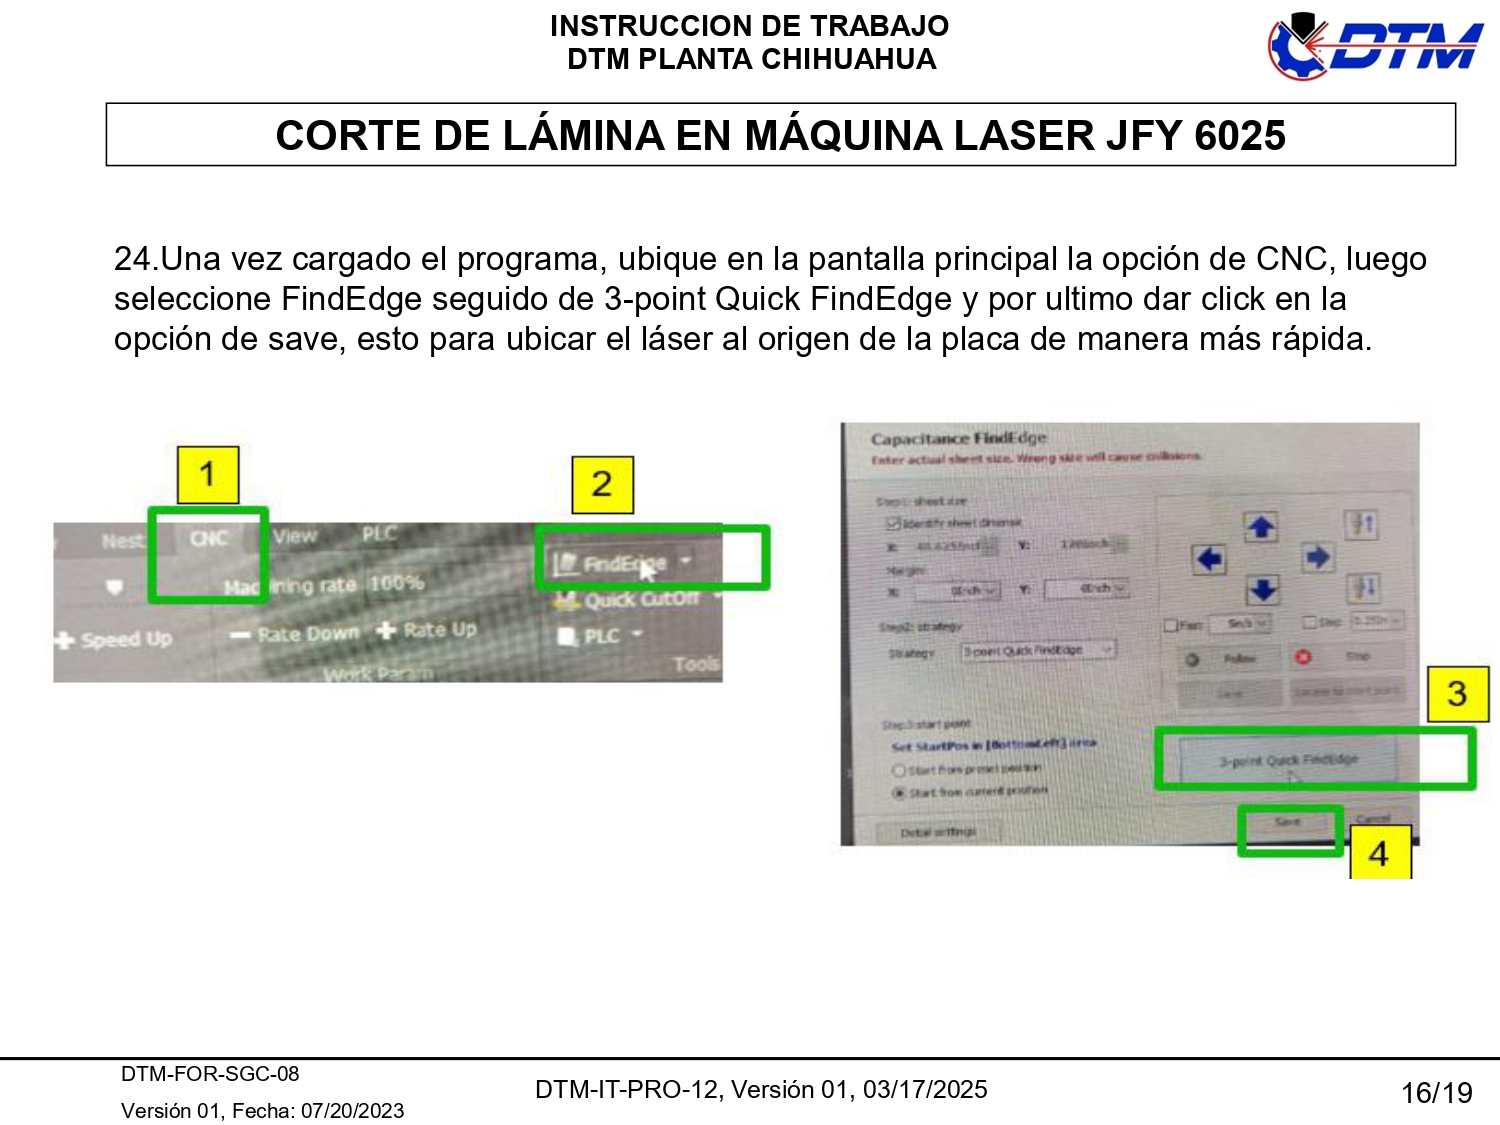 INSTRUCCION DE TRABAJO
DTM PLANTA CHIHUAHUA
DTM
CORTE DE LÁMINA EN MÁQUINA LASER JFY 6025
24.Una vez cargado el programa, ubique en la pantalla principal la opción de CNC, luego
seleccione FindEdge seguido de 3-point Quick FindEdge y por ultimo dar click en la
opción de save, esto para ubicar el láser al origen de la placa de manera más rápida.
1
2
Nest CNC View PLC
FindEdge
Machining rate 100%
Quick CutOff
Speed Up Rate Down Rate Up
PLC
Work Param
Tools
Capacitance FindEdge
Enter actual sheet size. Wrong size will cause collisions.
Step1: sheet size
Identify sheet dimense
X: Y:
Margin:
X: 0Inch Y: 0Inch
Step2: strategy
Strategy 3-point Quick FindEdge
Fast Step
Follow Stop
Save
3
Step3:start point
Set StartPos in [BottomLeft] area
Start from preset position
Start from current position
3-point Quick FindEdge
Detail settings
Save Cancel
4
DTM-FOR-SGC-08
Versión 01, Fecha: 07/20/2023
DTM-IT-PRO-12, Versión 01, 03/17/2025
16/19